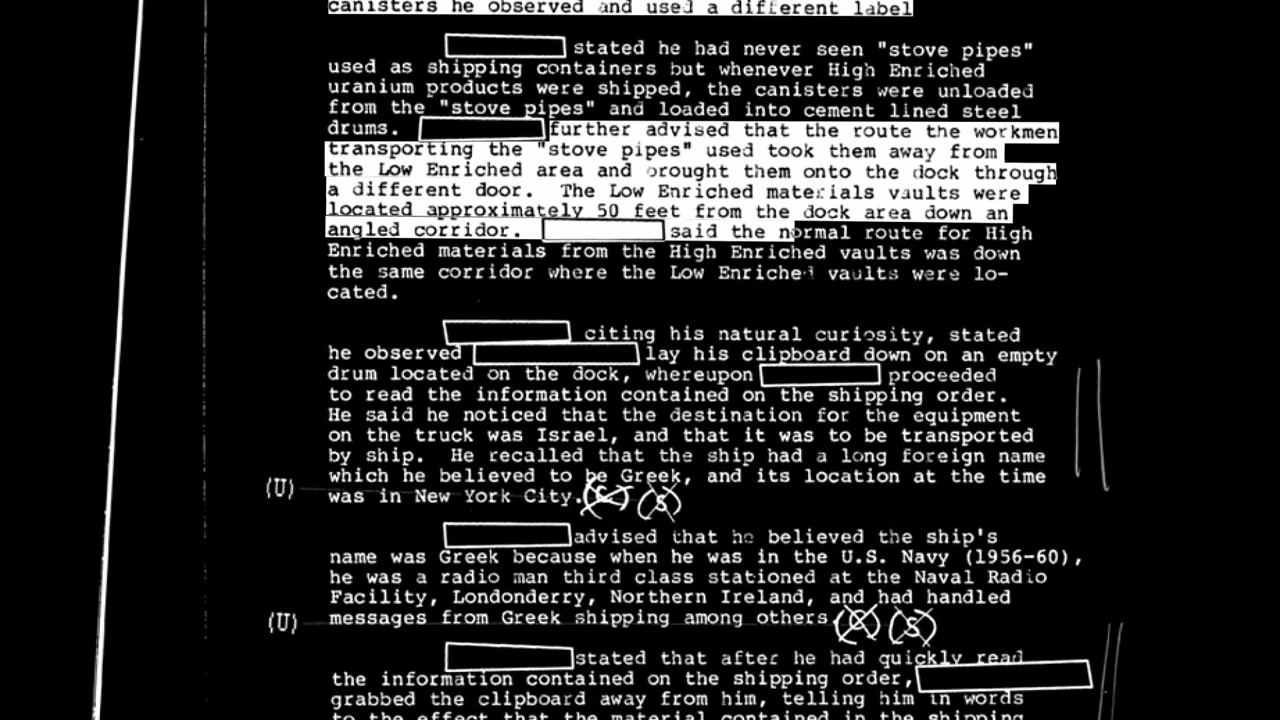 canisters he observed and used a different label
stated he had never seen "stove pipes"
used as shipping containers but whenever High Enriched
uranium products were shipped, the canisters were unloaded
from the "stove pipes" and loaded into cement lined steel
drums. further advised that the route the workmen
transporting the "stove pipes" used took them away from
the Low Enriched area and brought them onto the dock through
a different door. The Low Enriched materials vaults were
located approximately 50 feet from the dock area down an
angled corridor. said the normal route for High
Enriched materials from the High Enriched vaults was down
the same corridor where the Low Enriched vaults were lo-
cated.
citing his natural curiosity, stated
he observed lay his clipboard down on an empty
drum located on the dock, whereupon proceeded
to read the information contained on the shipping order.
He said he noticed that the destination for the equipment
on the truck was Israel, and that it was to be transported
by ship. He recalled that the ship had a long foreign name
which he believed to be Greek, and its location at the time
(U) was in New York City. (S)
advised that he believed the ship's
name was Greek because when he was in the U.S. Navy (1956-60),
he was a radio man third class stationed at the Naval Radio
Facility, Londonderry, Northern Ireland, and had handled
(U) messages from Greek shipping among others. (S)
stated that after he had quickly read
the information contained on the shipping order,
grabbed the clipboard away from him, telling him in words
to the effect that the material contained in the shipping